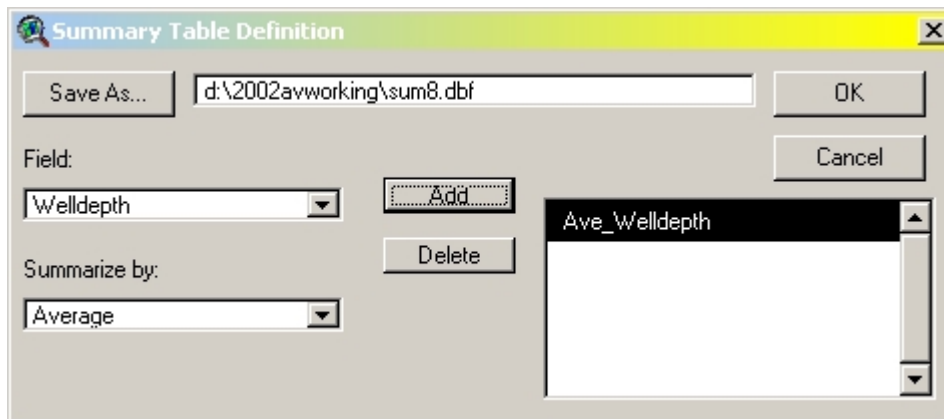 Summary Table Definition
Save As...
d:\2002avworking\sum8.dbf
OK
Cancel
Field:
Welldepth
Add
Ave_Welldepth
Delete
Summarize by:
Average